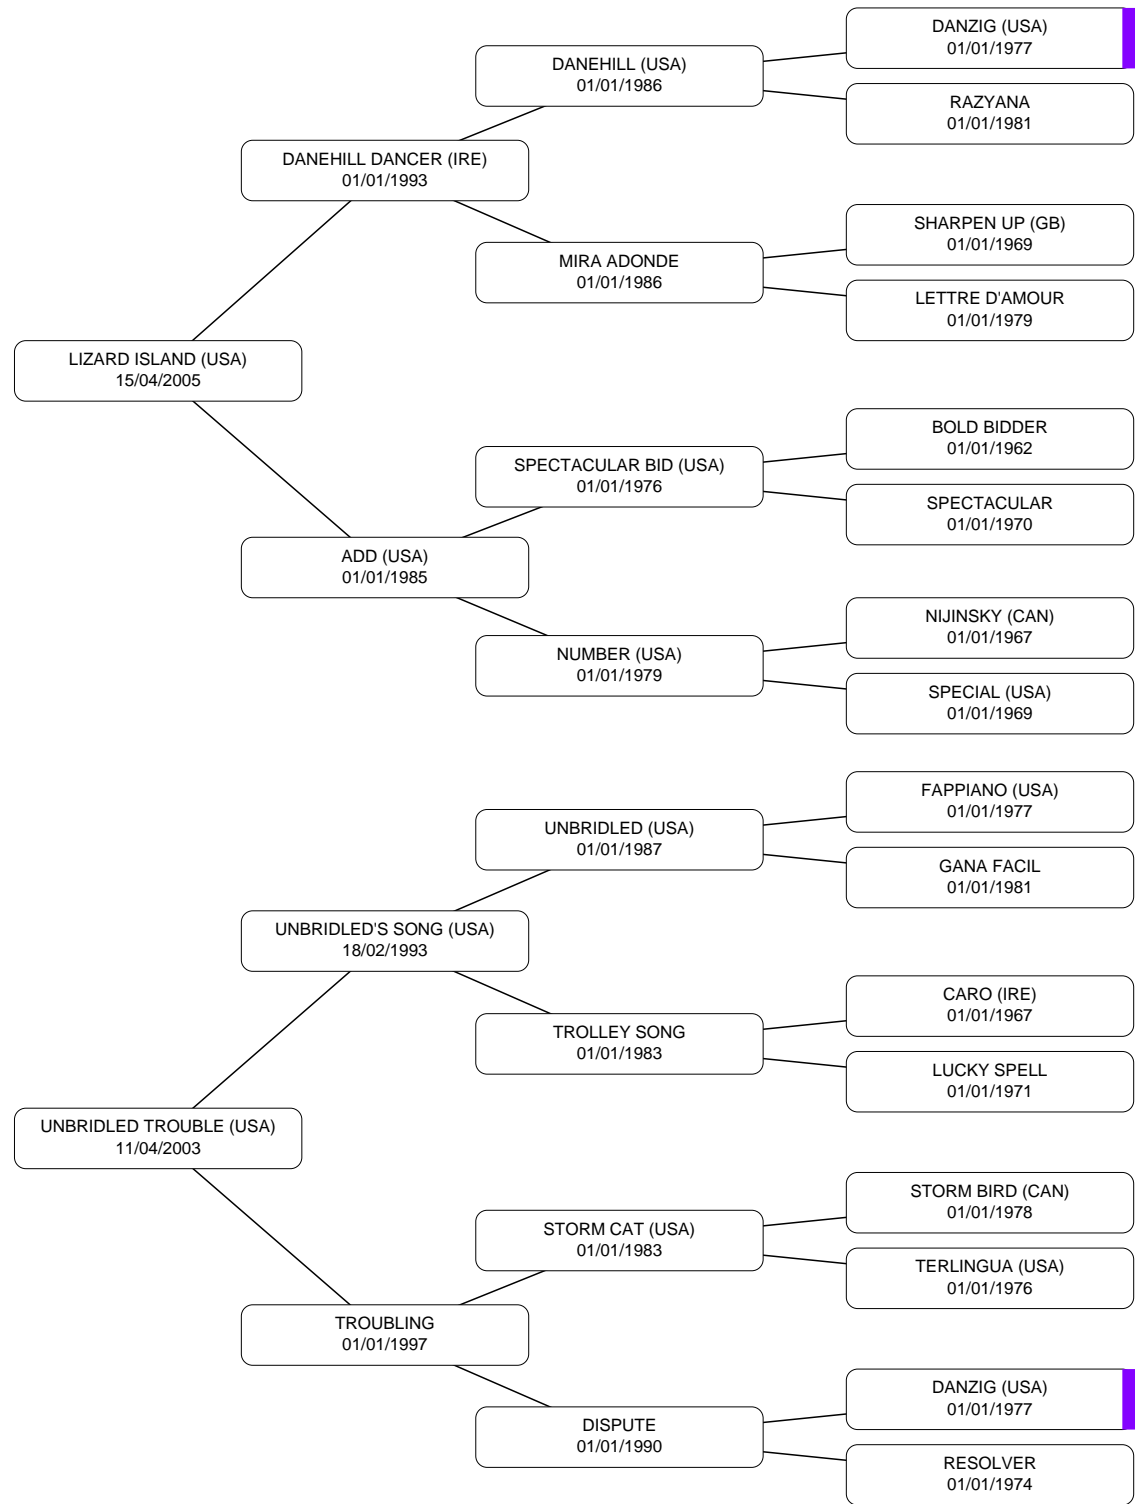 DANZIG (USA)
01/01/1977
DANEHILL (USA)
01/01/1986
RAZYANA
01/01/1981
DANEHILL DANCER (IRE)
01/01/1993
SHARPEN UP (GB)
01/01/1969
MIRA ADONDE
01/01/1986
LETTRE D'AMOUR
01/01/1979
LIZARD ISLAND (USA)
15/04/2005
BOLD BIDDER
01/01/1962
SPECTACULAR BID (USA)
01/01/1976
SPECTACULAR
01/01/1970
ADD (USA)
01/01/1985
NIJINSKY (CAN)
01/01/1967
NUMBER (USA)
01/01/1979
SPECIAL (USA)
01/01/1969
FAPPIANO (USA)
01/01/1977
UNBRIDLED (USA)
01/01/1987
GANA FACIL
01/01/1981
UNBRIDLED'S SONG (USA)
18/02/1993
CARO (IRE)
01/01/1967
TROLLEY SONG
01/01/1983
LUCKY SPELL
01/01/1971
UNBRIDLED TROUBLE (USA)
11/04/2003
STORM BIRD (CAN)
01/01/1978
STORM CAT (USA)
01/01/1983
TERLINGUA (USA)
01/01/1976
TROUBLING
01/01/1997
DANZIG (USA)
01/01/1977
DISPUTE
01/01/1990
RESOLVER
01/01/1974